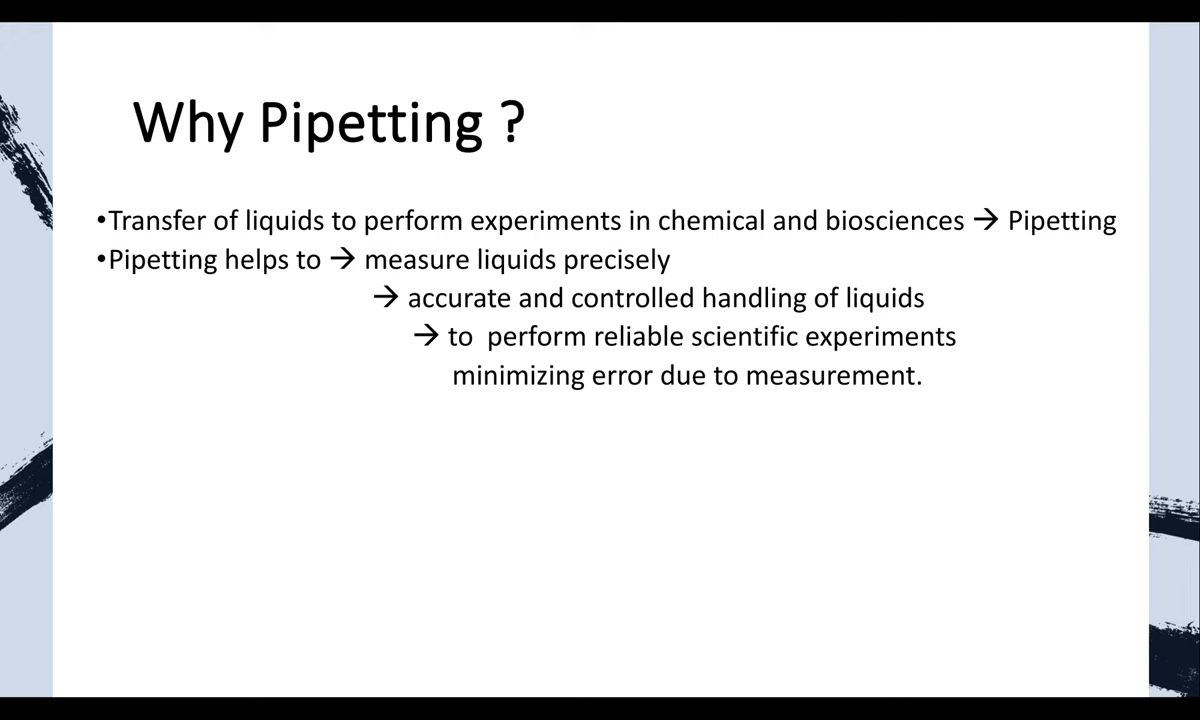 Why Pipetting ?
•Transfer of liquids to perform experiments in chemical and biosciences → Pipetting
•Pipetting helps to → measure liquids precisely
→ accurate and controlled handling of liquids
→ to perform reliable scientific experiments
minimizing error due to measurement.